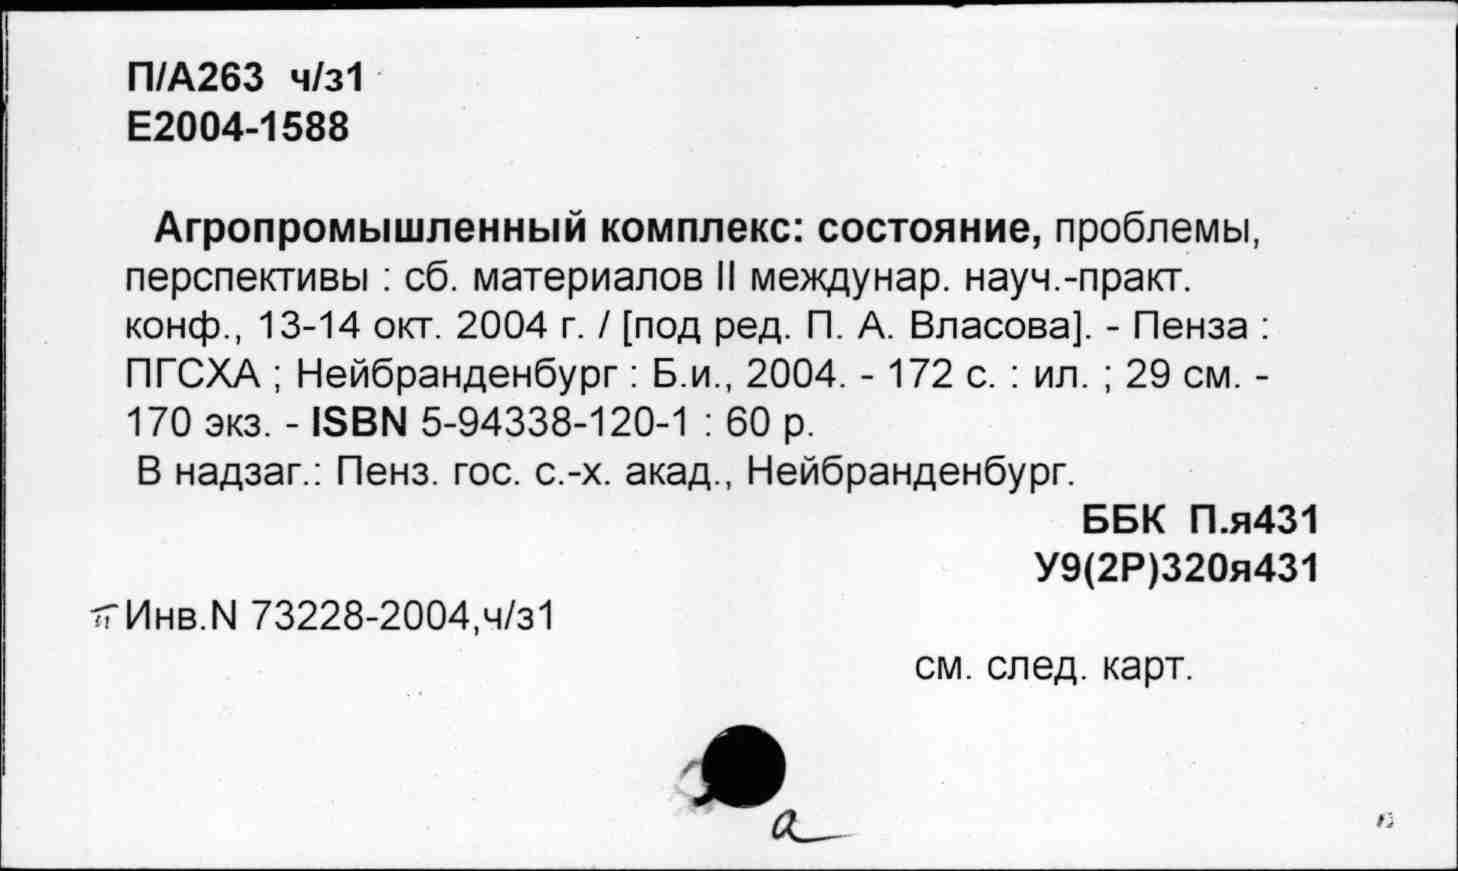 П/А263 ч/з1
Е2004-1588
Агропромышленный комплекс: состояние, проблемы,
перспективы : сб. материалов II междунар. науч.-практ.
конф., 13-14 окт. 2004 г. / [под ред. П. А. Власова]. - Пенза :
ПГСХА ; Нейбранденбург : Б.и., 2004. - 172 с. : ил. ; 29 см. -
170 экз. - ISBN 5-94338-120-1 : 60 р.
В надзаг.: Пенз. гос. с.-х. акад., Нейбранденбург.
ББК П.я431
У9(2Р)320я431
Инв.N 73228-2004,ч/з1
см. след. карт.
а